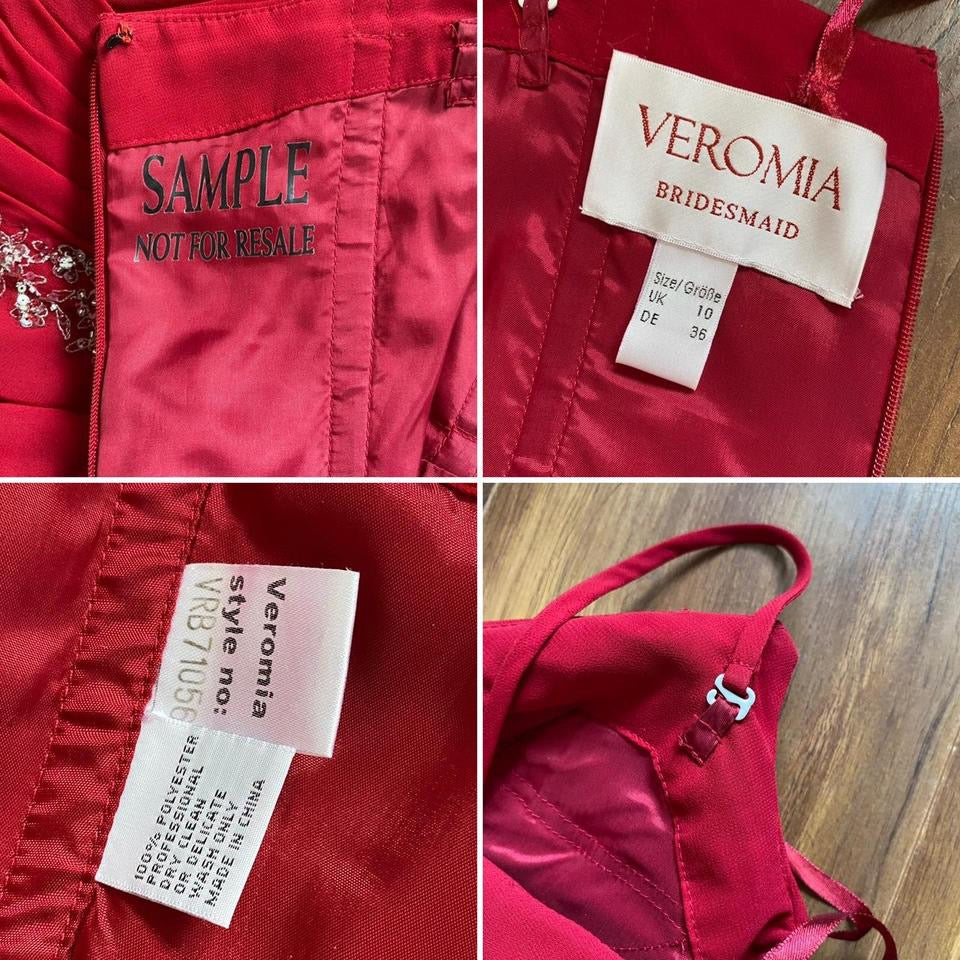 SAMPLE
NOT FOR RESALE
VEROMIA
BRIDESMAID
Size/Größe
UK 10
DE 36
Veromia
style no:
VRB71056
100% POLYESTER
PROFESSIONAL
DRY CLEAN
OR DELICATE
WASH ONLY
MADE IN CHINA